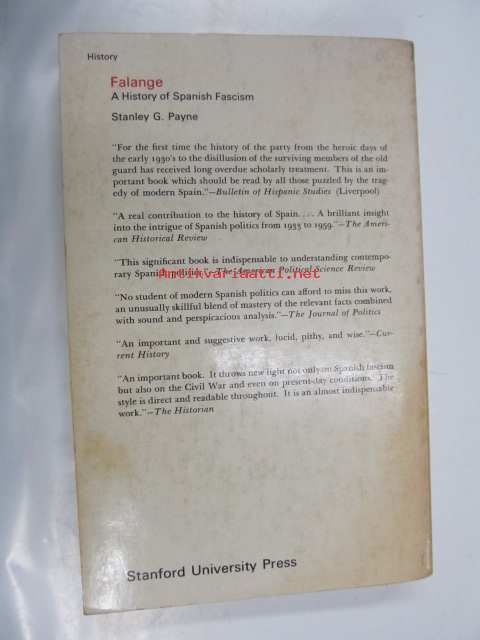 History
Falange
A History of Spanish Fascism
Stanley G. Payne
"For the first time the history of the party from the heroic days of
the early 1930's to the disillusion of the surviving members of the old
guard has received long overdue scholarly treatment. This is an im-
portant book which should be read by all those puzzled by the trag-
edy of modern Spain."—Bulletin of Hispanic Studies (Liverpool)
"A real contribution to the history of Spain.... A brilliant insight
into the intrigue of Spanish politics from 1933 to 1959."—The Ameri-
can Historical Review
"This significant book is indispensable to understanding contempo-
rary Spanish politics."—The American Political Science Review
"No student of modern Spanish politics can afford to miss this work,
an unusually skillful blend of mastery of the relevant facts combined
with sound and perspicacious analysis."—The Journal of Politics
"An important and suggestive work, lucid, pithy, and wise."—Cur-
rent History
"An important book. It throws new light not only on Spanish fascism
but also on the Civil War and even on present-day conditions. The
style is direct and readable throughout. It is an almost indispensable
work."—The Historian
Stanford University Press